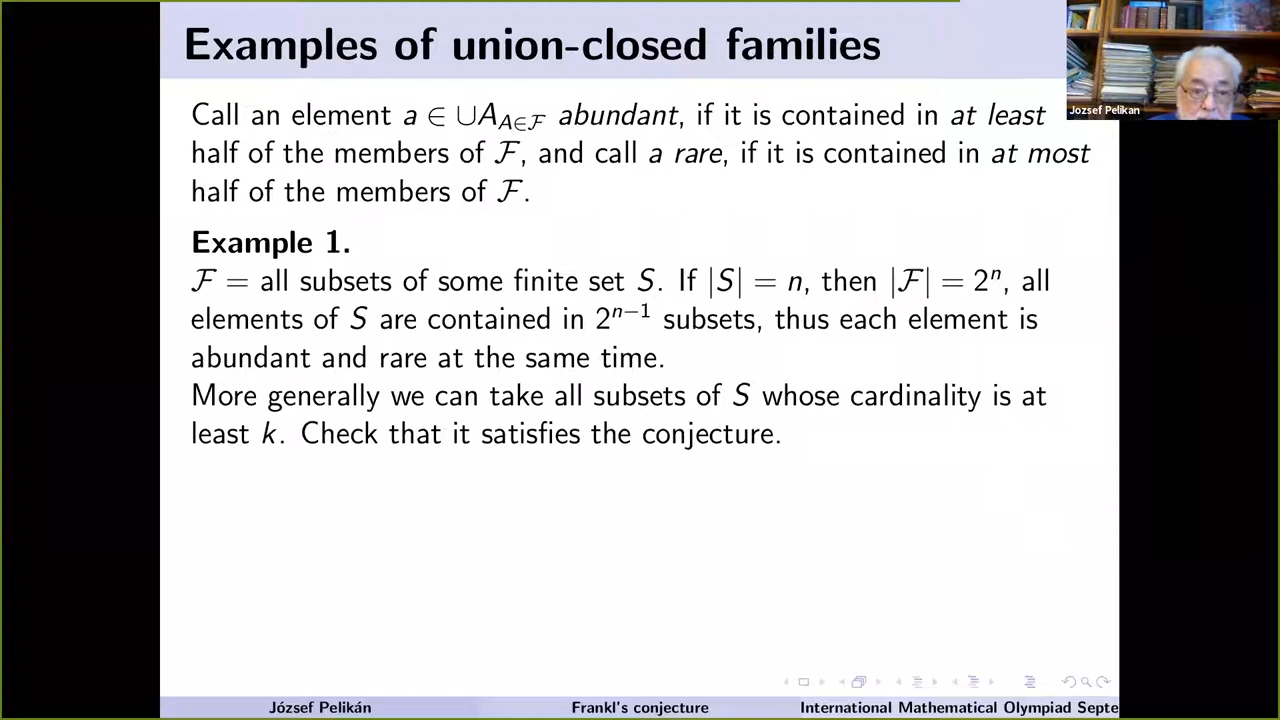 Examples of union-closed families
Jozsef Pelikan
Call an element a ∈ ∪A_{A∈ℱ} abundant, if it is contained in at least
half of the members of ℱ, and call a rare, if it is contained in at most
half of the members of ℱ.
Example 1.
ℱ = all subsets of some finite set S. If |S| = n, then |ℱ| = 2ⁿ, all
elements of S are contained in 2ⁿ⁻¹ subsets, thus each element is
abundant and rare at the same time.
More generally we can take all subsets of S whose cardinality is at
least k. Check that it satisfies the conjecture.
József Pelikán
Frankl's conjecture
International Mathematical Olympiad Septe